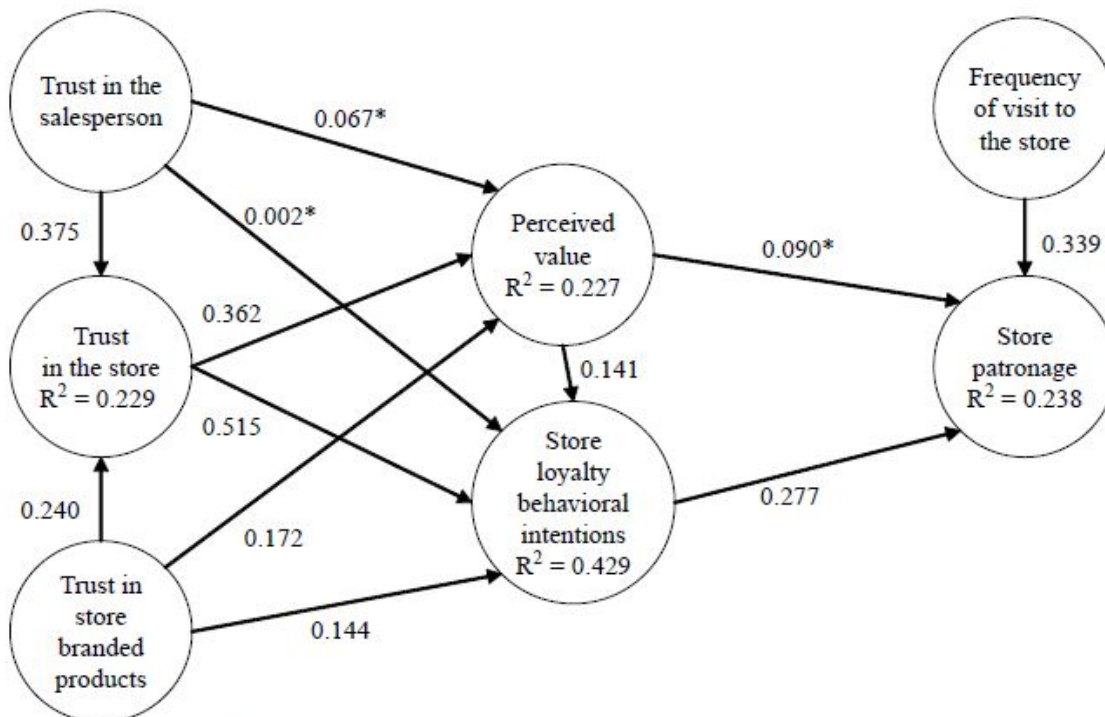 Trust in the
salesperson
Frequency
of visit to
the store
0.067*
0.002*
0.375
Perceived
value
R² = 0.227
0.090*
0.339
Trust
in the store
R² = 0.229
0.362
0.515
0.141
Store
patronage
R² = 0.238
Store
loyalty
behavioral
intentions
R² = 0.429
0.277
0.240
0.172
0.144
Trust in
store
branded
products